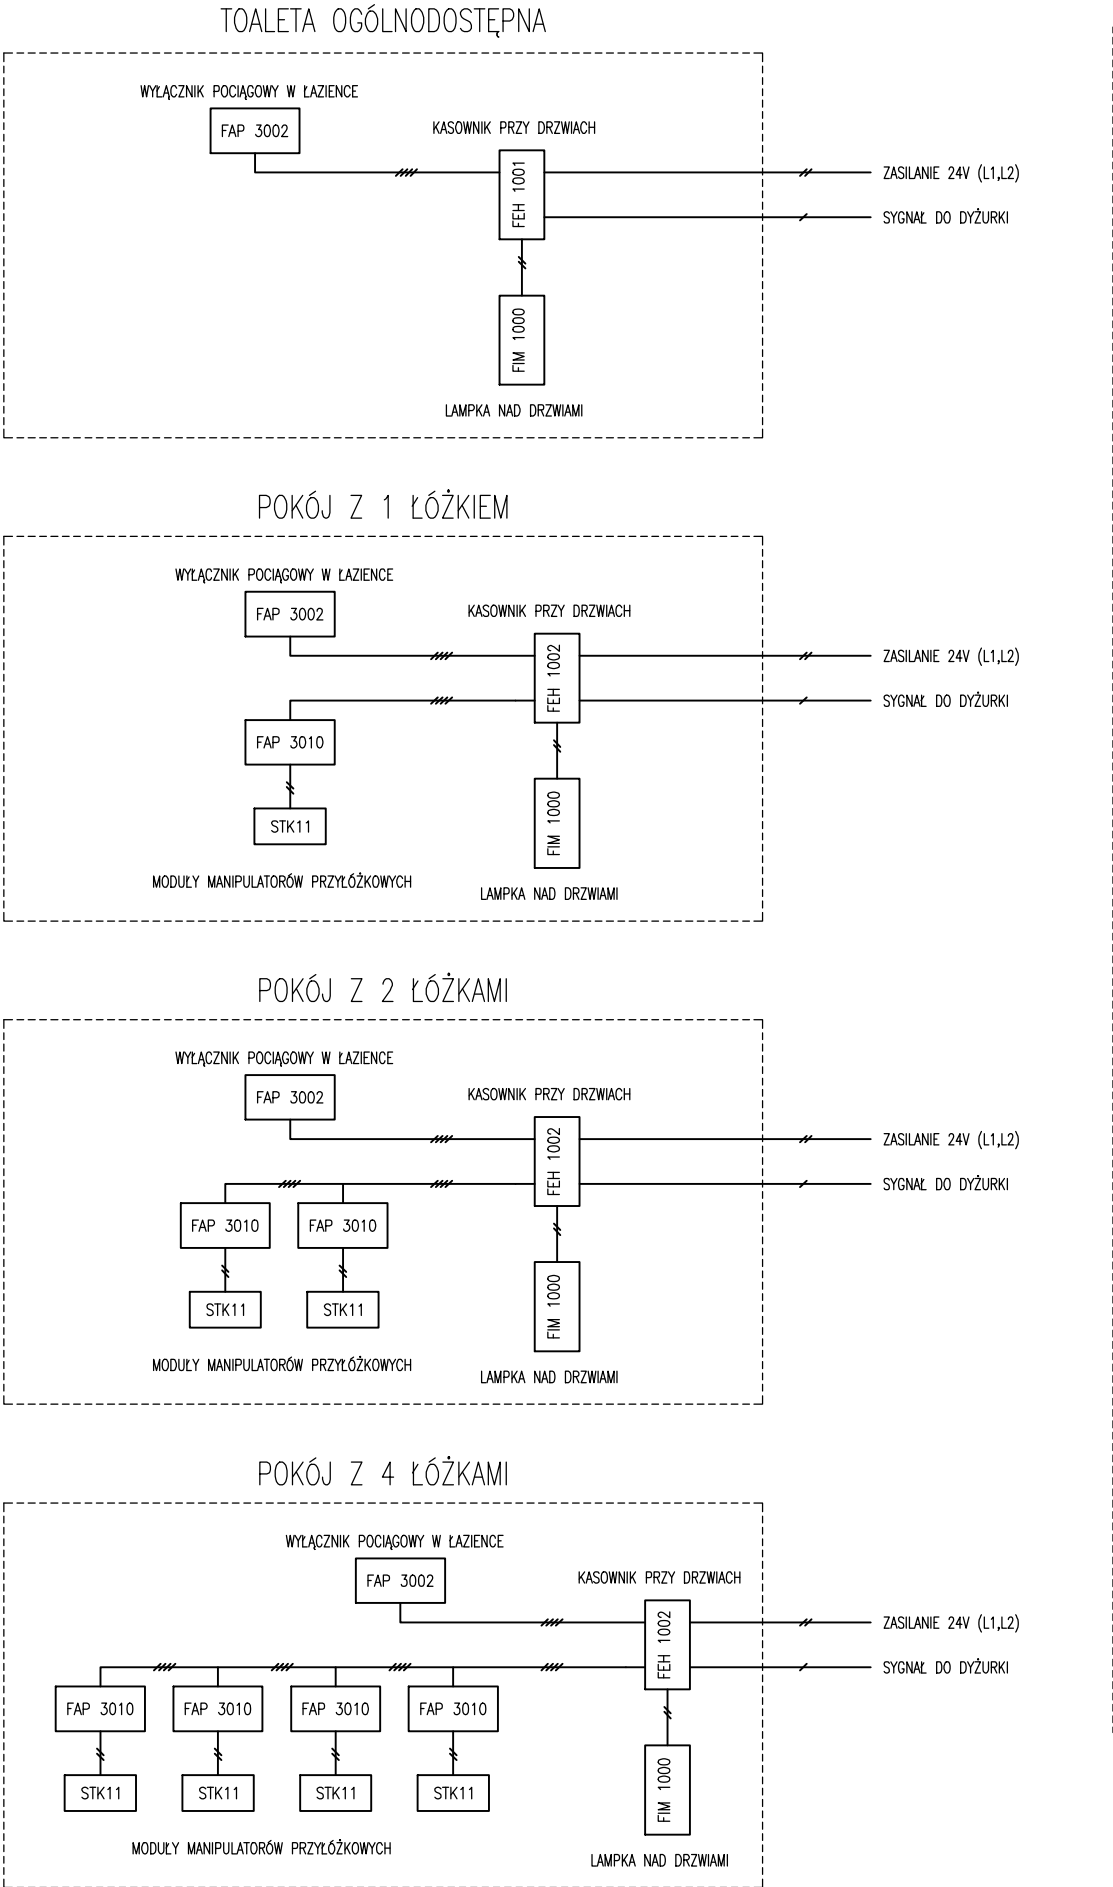 TOALETA OGÓLNODOSTĘPNA
WYŁĄCZNIK POCIĄGOWY W ŁAZIENCE
FAP 3002
KASOWNIK PRZY DRZWIACH
FEH 1001
ZASILANIE 24V (L1,L2)
SYGNAŁ DO DYŻURKI
FIM 1000
LAMPKA NAD DRZWIAMI
POKÓJ Z 1 ŁÓŻKIEM
WYŁĄCZNIK POCIĄGOWY W ŁAZIENCE
FAP 3002
KASOWNIK PRZY DRZWIACH
FEH 1002
ZASILANIE 24V (L1,L2)
SYGNAŁ DO DYŻURKI
FAP 3010
STK11
FIM 1000
MODUŁY MANIPULATORÓW PRZYŁÓŻKOWYCH
LAMPKA NAD DRZWIAMI
POKÓJ Z 2 ŁÓŻKAMI
WYŁĄCZNIK POCIĄGOWY W ŁAZIENCE
FAP 3002
KASOWNIK PRZY DRZWIACH
FEH 1002
ZASILANIE 24V (L1,L2)
SYGNAŁ DO DYŻURKI
FAP 3010
FAP 3010
STK11
STK11
FIM 1000
MODUŁY MANIPULATORÓW PRZYŁÓŻKOWYCH
LAMPKA NAD DRZWIAMI
POKÓJ Z 4 ŁÓŻKAMI
WYŁĄCZNIK POCIĄGOWY W ŁAZIENCE
FAP 3002
KASOWNIK PRZY DRZWIACH
FEH 1002
ZASILANIE 24V (L1,L2)
SYGNAŁ DO DYŻURKI
FAP 3010
FAP 3010
FAP 3010
FAP 3010
STK11
STK11
STK11
STK11
FIM 1000
MODUŁY MANIPULATORÓW PRZYŁÓŻKOWYCH
LAMPKA NAD DRZWIAMI